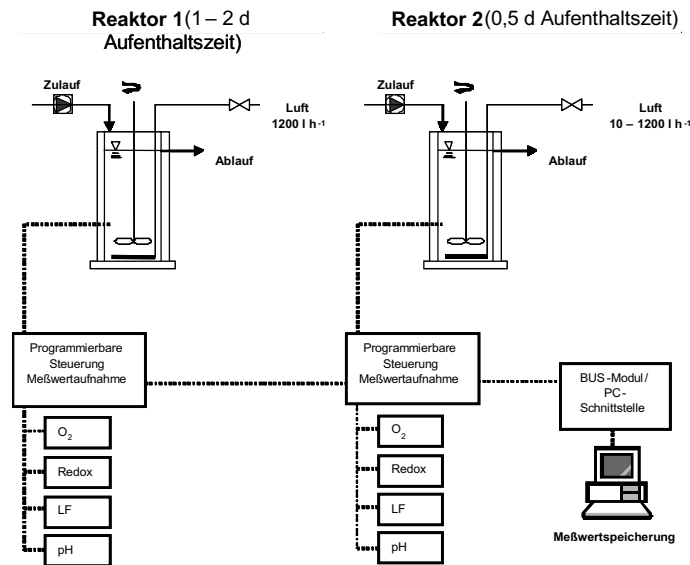 Reaktor 1 (1 – 2 d
Aufenthaltszeit)
Zulauf
Luft
1200 l h⁻¹
Ablauf
Programmierbare
Steuerung
Meßwertaufnahme
O₂
Redox
LF
pH
Reaktor 2 (0,5 d Aufenthaltszeit)
Zulauf
Luft
10 – 1200 l h⁻¹
Ablauf
Programmierbare
Steuerung
Meßwertaufnahme
O₂
Redox
LF
pH
BUS-Modul/
PC-
Schnittstelle
Meßwertspeicherung